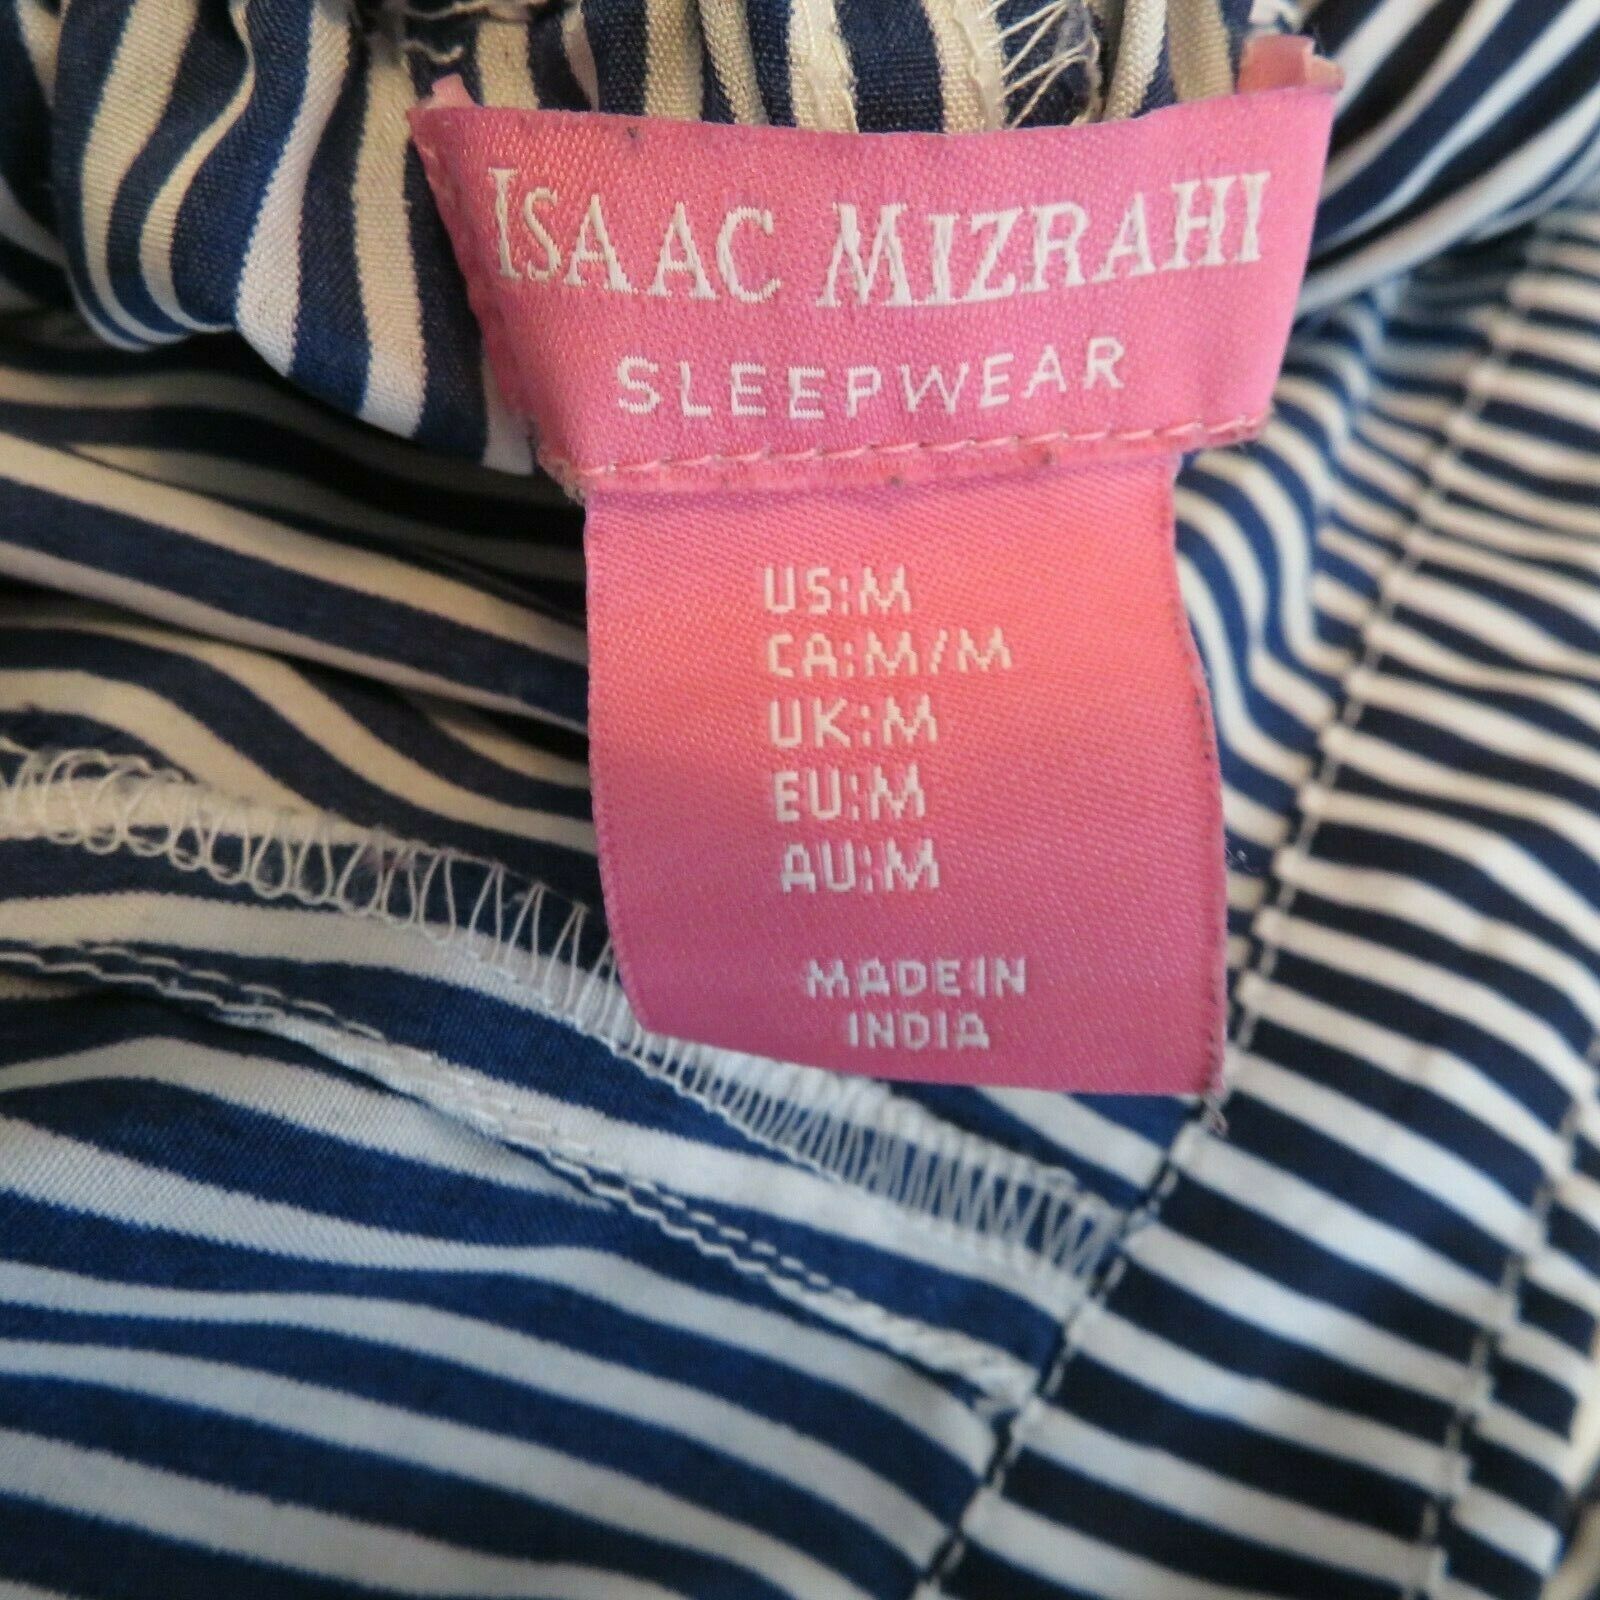 ISAAC MIZRAHI
SLEEPWEAR
US:M
CA:M/M
UK:M
EU:M
AU:M
MADE IN
INDIA